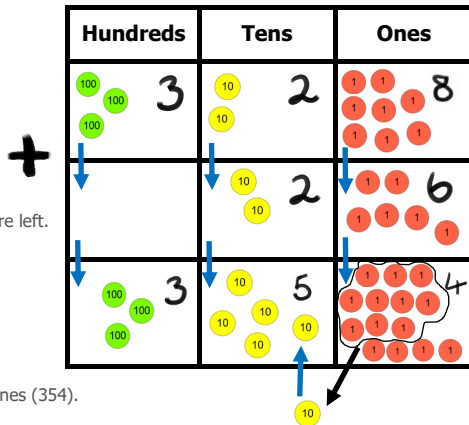 Hundreds Tens Ones
100 3 10 2 1 1 8
100 1 1 1
100 10 1 1 1
+
10 2 1 1 6
10 1 1 1
re left. 1
3 10 5 1 1 1 4
100 10 1 1 1 1
100 10 10 1 1 1
100 10 1 1 1 1
nes (354).
10